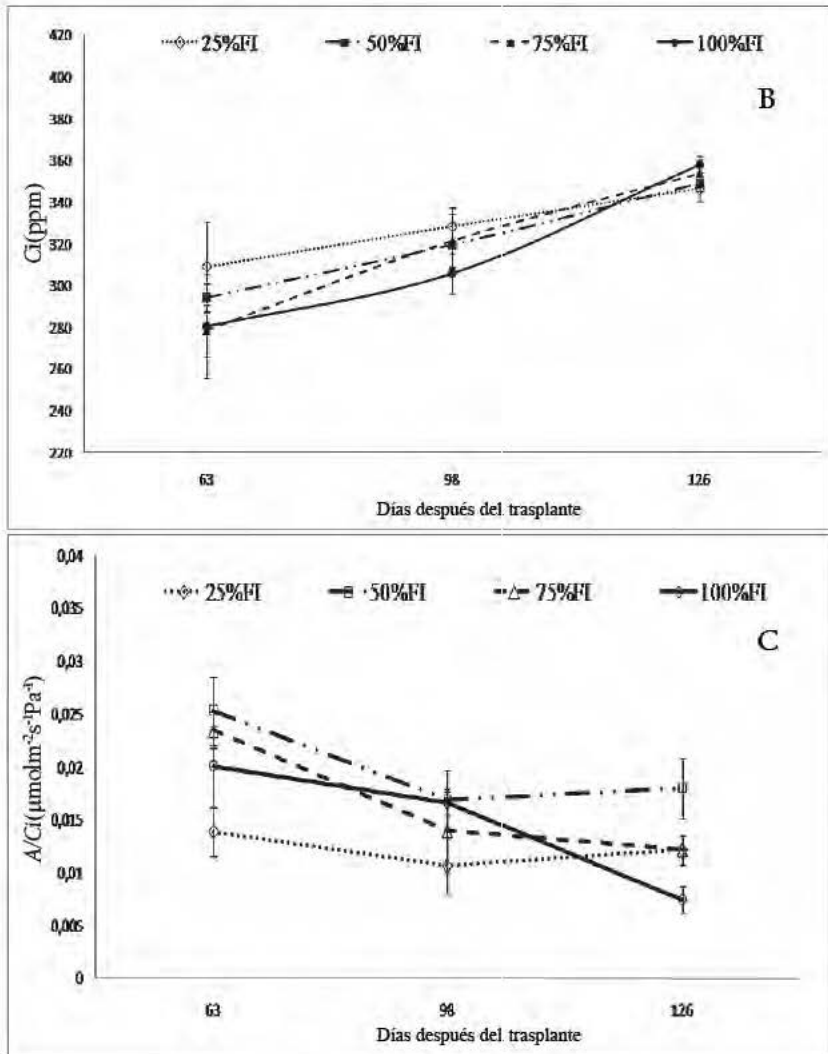 25%FI 50%FI 75%FI 100%FI
B
Ci(ppm)
420
400
380
360
340
320
300
280
260
240
220
63 98 126
Días después del trasplante
25%FI 50%FI 75%FI 100%FI
C
A/Ci(µmolm⁻²s⁻¹Pa⁻¹)
0,04
0,035
0,03
0,025
0,02
0,015
0,01
0,005
0
63 98 126
Días después del trasplante